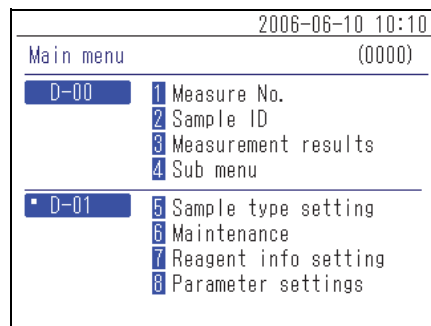 2006-06-10 10:10
Main menu (0000)
D-00 1 Measure No.
2 Sample ID
3 Measurement results
4 Sub menu
▪ D-01 5 Sample type setting
6 Maintenance
7 Reagent info setting
8 Parameter settings